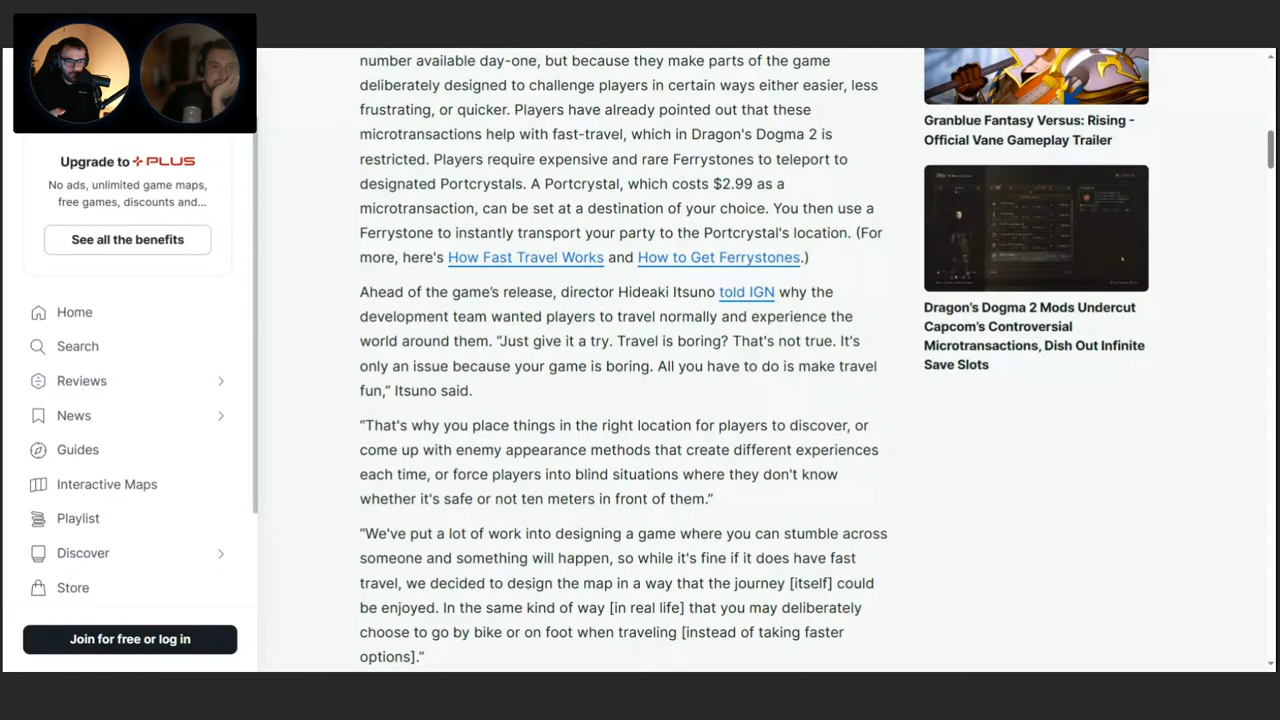 Upgrade to PLUS
No ads, unlimited game maps,
free games, discounts and...
See all the benefits
Home
Search
Reviews
News
Guides
Interactive Maps
Playlist
Discover
Store
Join for free or log in
number available day-one, but because they make parts of the game
deliberately designed to challenge players in certain ways either easier, less
frustrating, or quicker. Players have already pointed out that these
microtransactions help with fast-travel, which in Dragon's Dogma 2 is
restricted. Players require expensive and rare Ferrystones to teleport to
designated Portcrystals. A Portcrystal, which costs $2.99 as a
microtransaction, can be set at a destination of your choice. You then use a
Ferrystone to instantly transport your party to the Portcrystal's location. (For
more, here's How Fast Travel Works and How to Get Ferrystones.)
Ahead of the game’s release, director Hideaki Itsuno told IGN why the
development team wanted players to travel normally and experience the
world around them. “Just give it a try. Travel is boring? That's not true. It's
only an issue because your game is boring. All you have to do is make travel
fun,” Itsuno said.
“That's why you place things in the right location for players to discover, or
come up with enemy appearance methods that create different experiences
each time, or force players into blind situations where they don't know
whether it's safe or not ten meters in front of them.”
“We've put a lot of work into designing a game where you can stumble across
someone and something will happen, so while it's fine if it does have fast
travel, we decided to design the map in a way that the journey [itself] could
be enjoyed. In the same kind of way [in real life] that you may deliberately
choose to go by bike or on foot when traveling [instead of taking faster
options].”
Granblue Fantasy Versus: Rising -
Official Vane Gameplay Trailer
Dragon’s Dogma 2 Mods Undercut
Capcom’s Controversial
Microtransactions, Dish Out Infinite
Save Slots